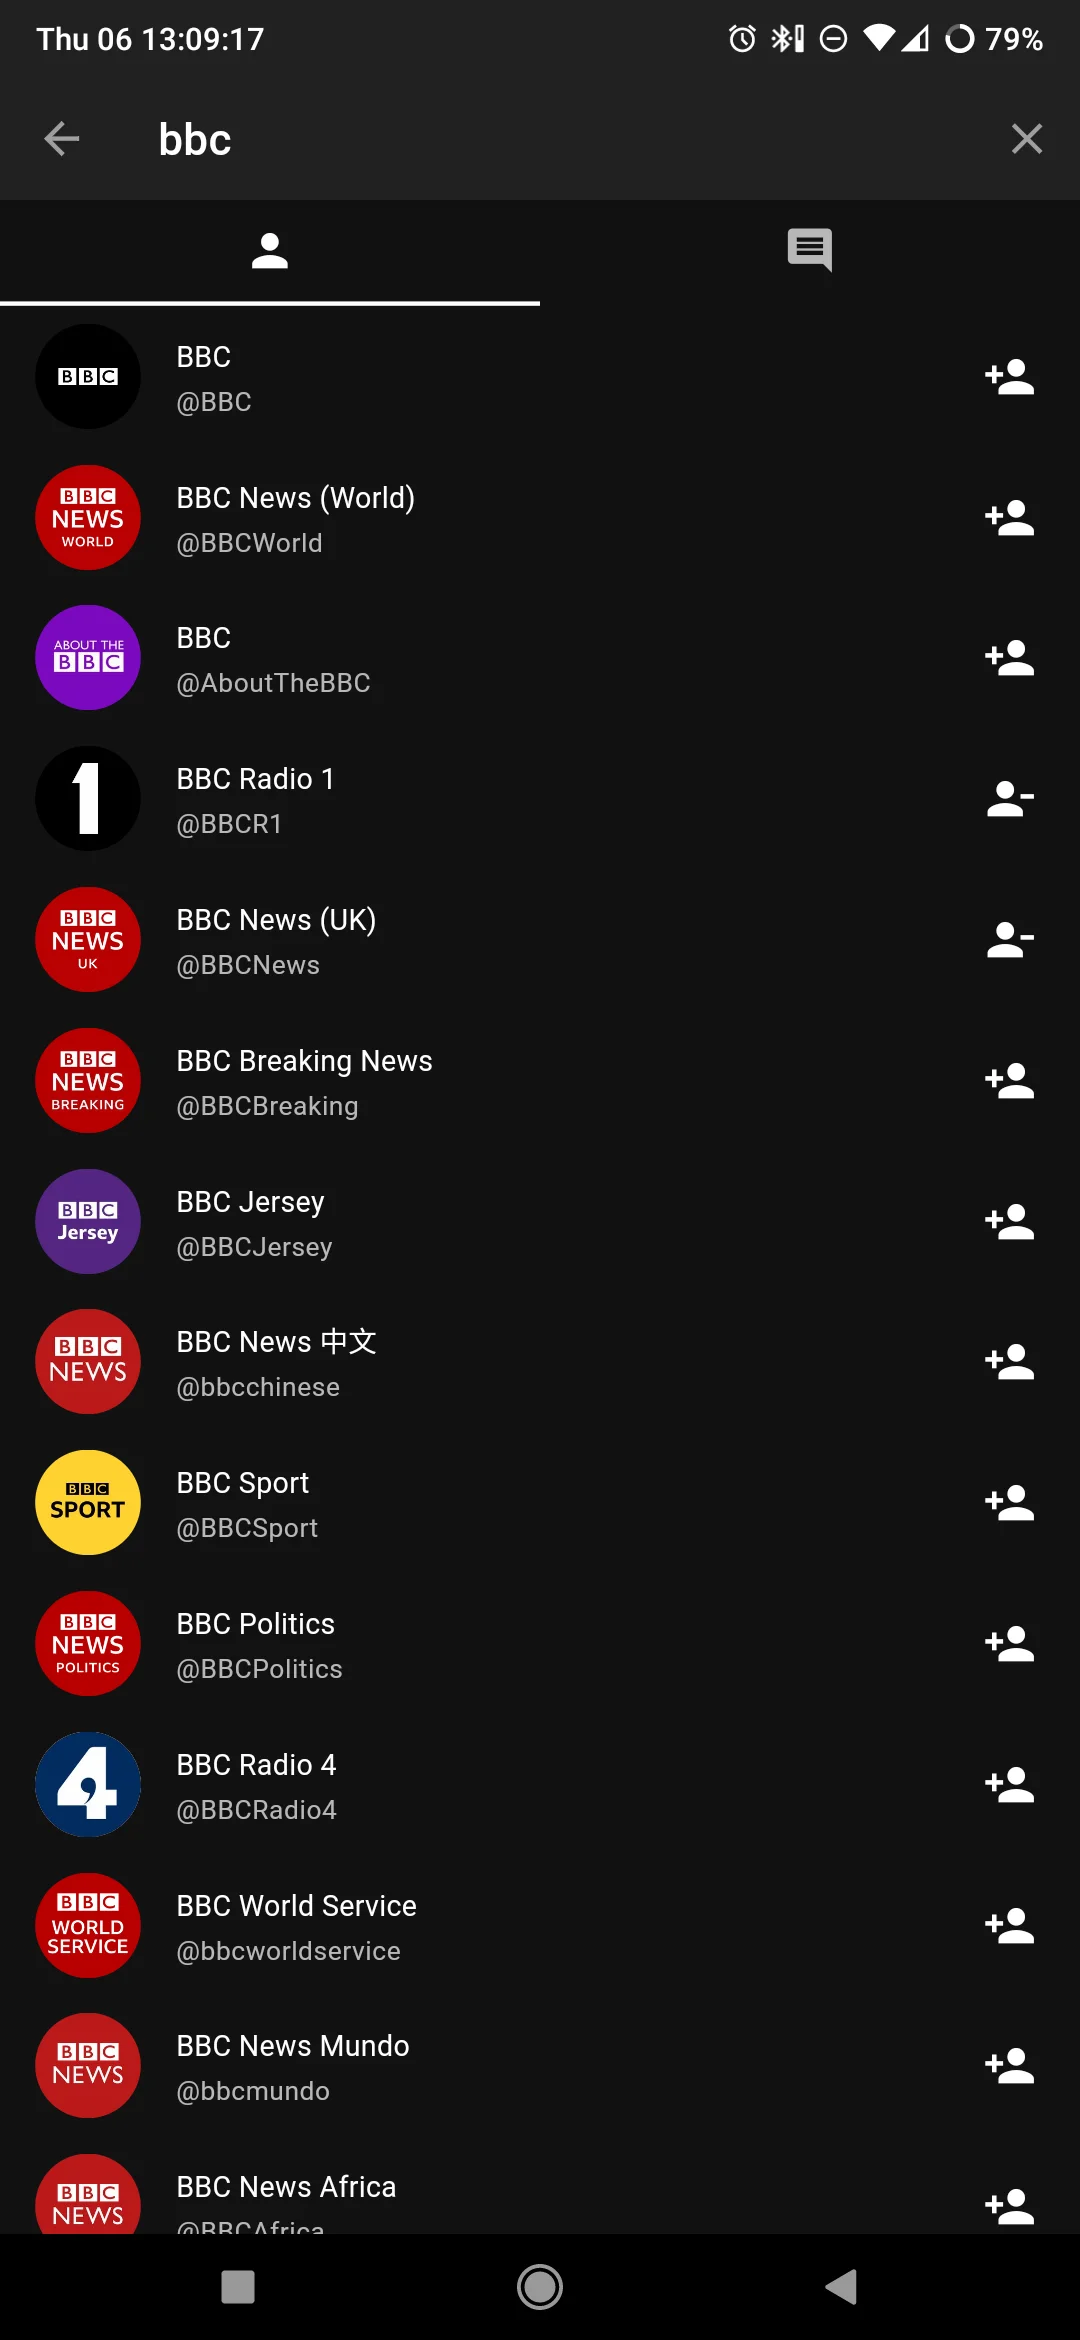 Thu 06 13:09:17
79%
bbc
BBC
BBC
@BBC
BBC
NEWS
WORLD
BBC News (World)
@BBCWorld
ABOUT THE
BBC
BBC
@AboutTheBBC
1
BBC Radio 1
@BBCR1
BBC
NEWS
UK
BBC News (UK)
@BBCNews
BBC
NEWS
BREAKING
BBC Breaking News
@BBCBreaking
BBC
Jersey
BBC Jersey
@BBCJersey
BBC
NEWS
BBC News 中文
@bbcchinese
BBC
SPORT
BBC Sport
@BBCSport
BBC
NEWS
POLITICS
BBC Politics
@BBCPolitics
4
BBC Radio 4
@BBCRadio4
BBC
WORLD
SERVICE
BBC World Service
@bbcworldservice
BBC
NEWS
BBC News Mundo
@bbcmundo
BBC
NEWS
BBC News Africa
@BBCAfrica